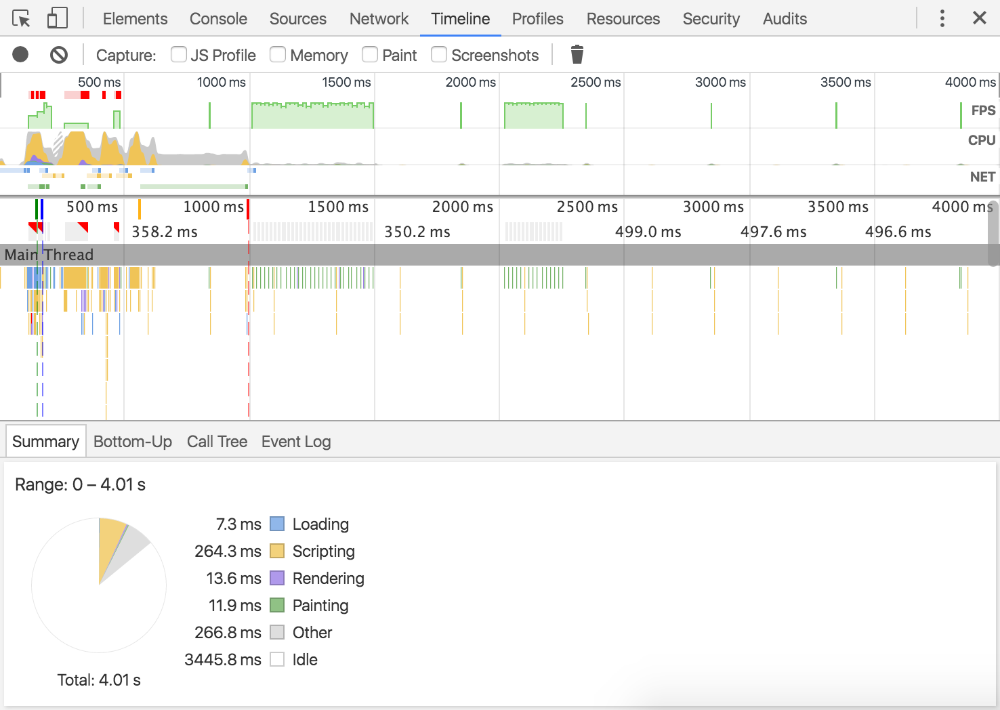 Elements Console Sources Network Timeline Profiles Resources Security Audits
Capture: JS Profile Memory Paint Screenshots
500 ms 1000 ms 1500 ms 2000 ms 2500 ms 3000 ms 3500 ms 4000 ms
FPS
CPU
NET
500 ms 1000 ms 1500 ms 2000 ms 2500 ms 3000 ms 3500 ms 4000 ms
358.2 ms 350.2 ms 499.0 ms 497.6 ms 496.6 ms
Main Thread
Summary Bottom-Up Call Tree Event Log
Range: 0 – 4.01 s
7.3 ms Loading
264.3 ms Scripting
13.6 ms Rendering
11.9 ms Painting
266.8 ms Other
3445.8 ms Idle
Total: 4.01 s